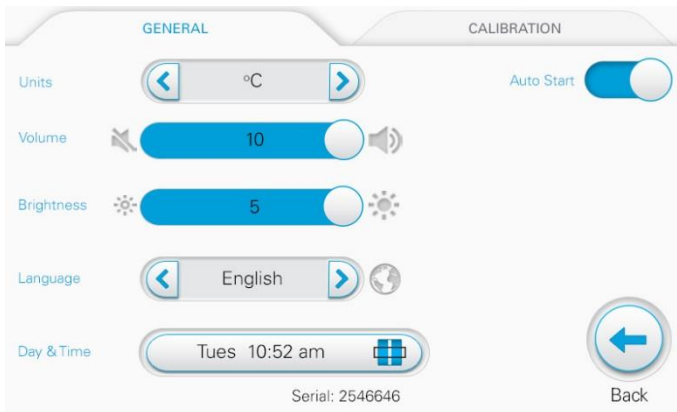 GENERAL
CALIBRATION
Units
°C
Auto Start
Volume
10
Brightness
5
Language
English
Day & Time
Tues 10:52 am
Serial: 2546646
Back